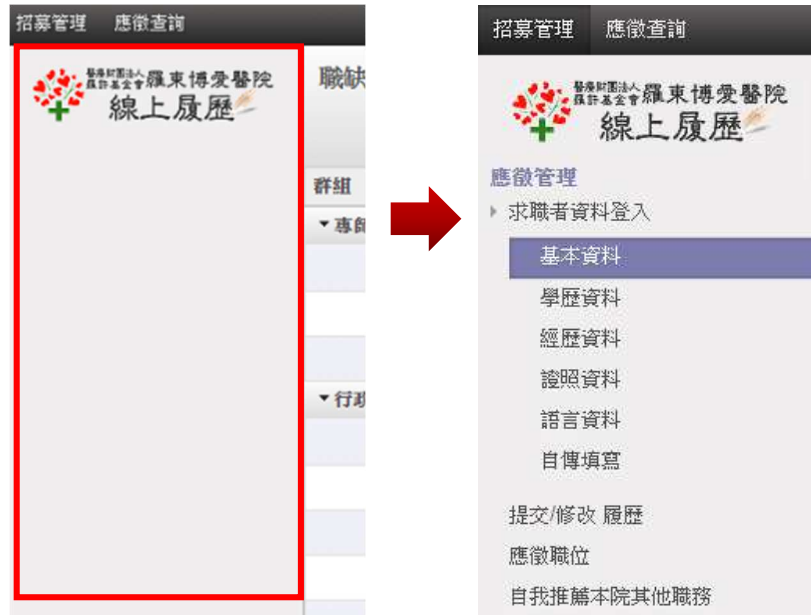 招募管理 應徵查詢
醫療財團法人
羅許基金會羅東博愛醫院
線上履歷
職缺
群組
▼專師
▼行政
招募管理 應徵查詢
醫療財團法人
羅許基金會羅東博愛醫院
線上履歷
應徵管理
求職者資料登入
基本資料
學歷資料
經歷資料
證照資料
語言資料
自傳填寫
提交/修改 履歷
應徵職位
自我推薦本院其他職務